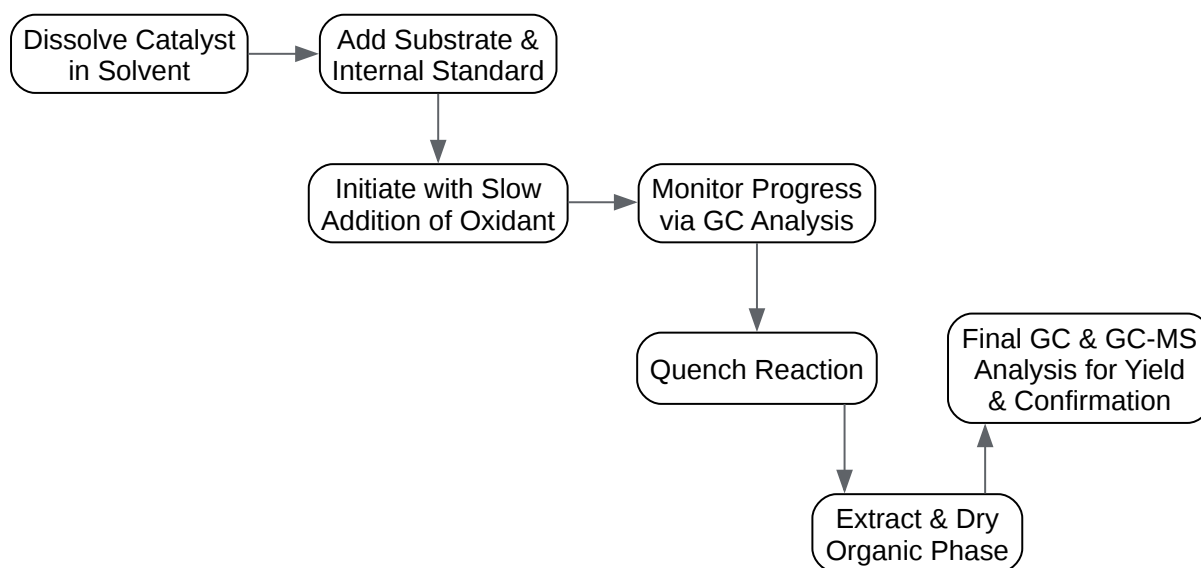 Dissolve Catalyst
in Solvent
Add Substrate &
Internal Standard
Initiate with Slow
Addition of Oxidant
Monitor Progress
via GC Analysis
Quench Reaction
Extract & Dry
Organic Phase
Final GC & GC-MS
Analysis for Yield
& Confirmation